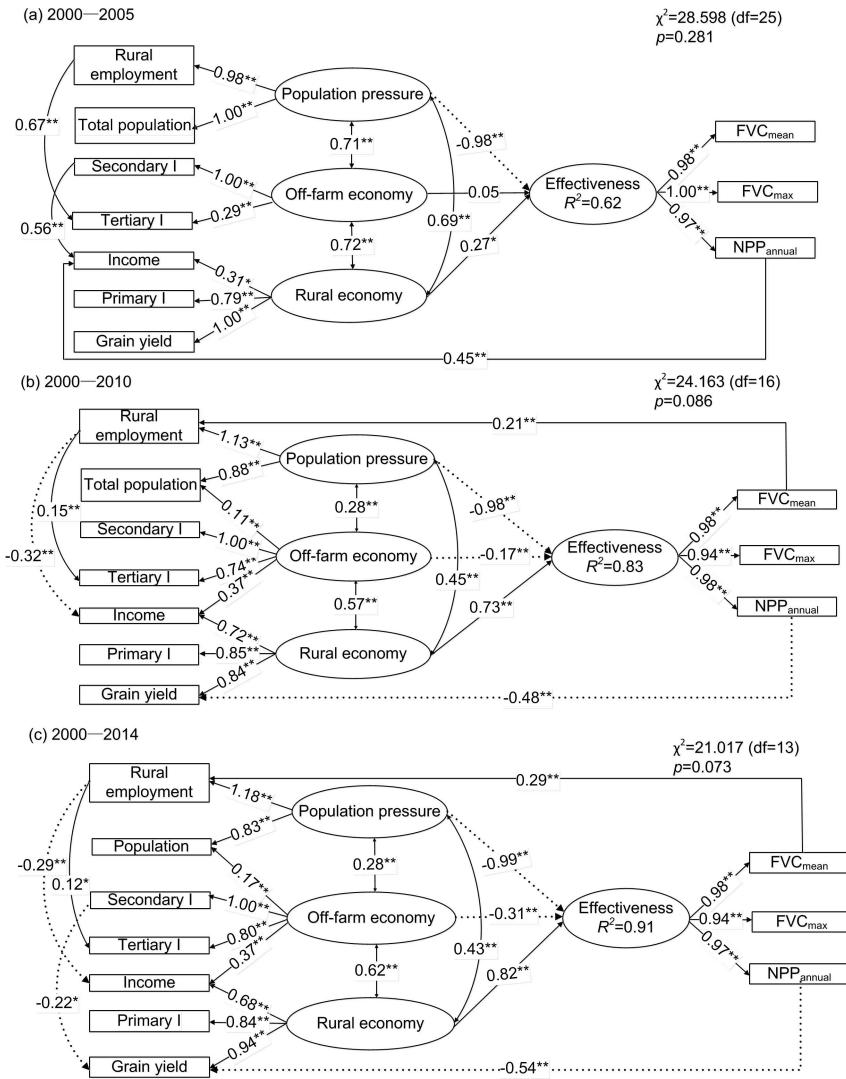 (a) 2000—2005
χ²=28.598 (df=25)
p=0.281
Rural
employment
Total population
Secondary I
Tertiary I
Income
Primary I
Grain yield
Population pressure
Off-farm economy
Rural economy
Effectiveness
R²=0.62
FVCmean
FVCmax
NPPannual
0.67**
0.56**
0.98**
1.00**
1.00**
0.29**
0.31*
0.79**
1.00**
0.71**
0.72**
0.69**
-0.98**
0.05
0.27*
0.98**
1.00**
0.97**
0.45**
(b) 2000—2010
χ²=24.163 (df=16)
p=0.086
Rural
employment
Total population
Secondary I
Tertiary I
Income
Primary I
Grain yield
Population pressure
Off-farm economy
Rural economy
Effectiveness
R²=0.83
FVCmean
FVCmax
NPPannual
0.15**
-0.32**
1.13**
0.88**
0.11**
1.00**
0.74**
0.37**
0.72**
0.85**
0.84**
0.28**
0.57**
0.45**
-0.98**
-0.17**
0.73**
0.98**
0.94**
0.98**
0.21**
-0.48**
(c) 2000—2014
χ²=21.017 (df=13)
p=0.073
Rural
employment
Population
Secondary I
Tertiary I
Income
Primary I
Grain yield
Population pressure
Off-farm economy
Rural economy
Effectiveness
R²=0.91
FVCmean
FVCmax
NPPannual
-0.29**
0.12*
-0.22*
1.18**
0.83**
0.17**
1.00**
0.80**
0.37**
0.68**
0.84**
0.94**
0.28**
0.62**
0.43**
-0.99**
-0.31**
0.82**
0.98**
0.94**
0.97**
0.29**
-0.54**